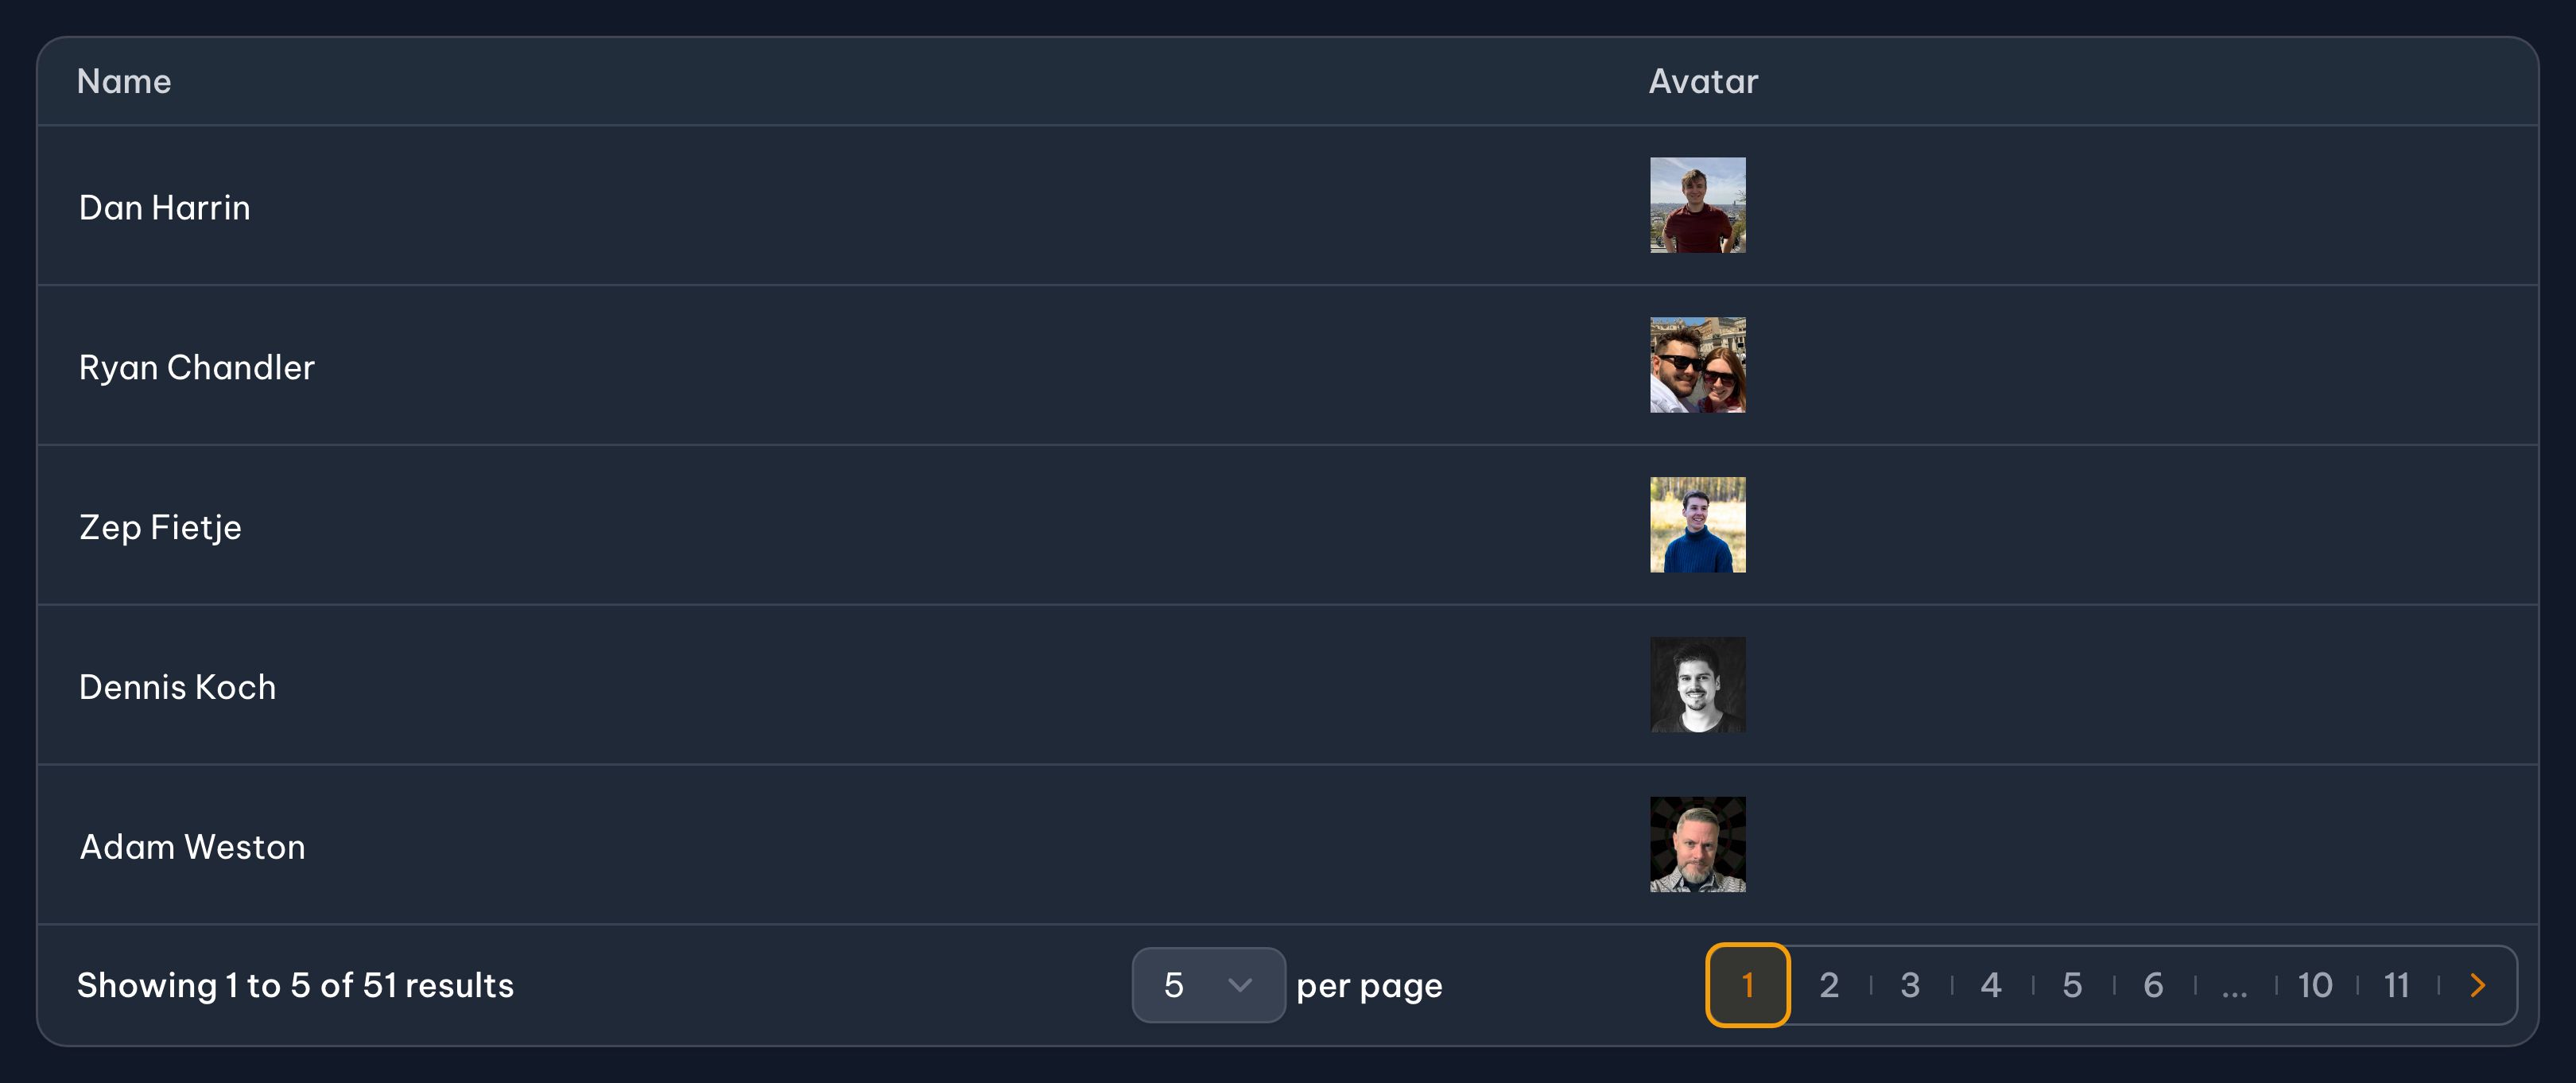 Name Avatar
Dan Harrin
Ryan Chandler
Zep Fietje
Dennis Koch
Adam Weston
Showing 1 to 5 of 51 results 5 per page 1 2 3 4 5 6 ... 10 11